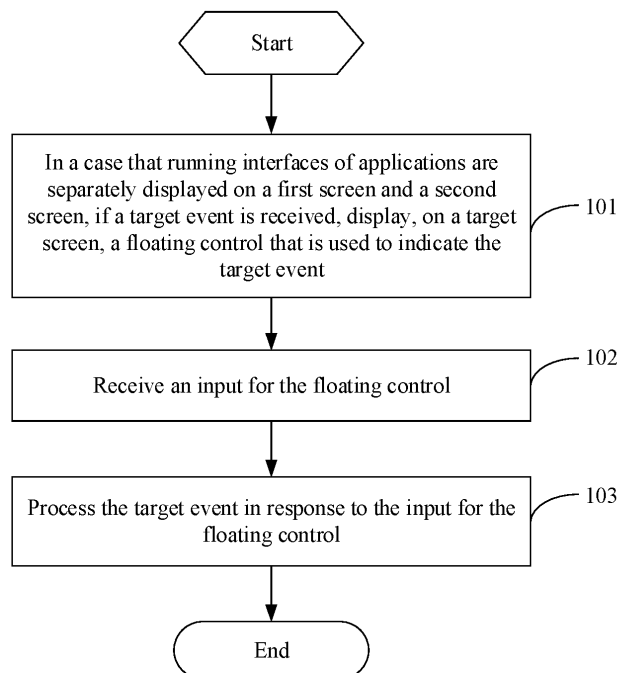 Start
In a case that running interfaces of applications are
separately displayed on a first screen and a second
screen, if a target event is received, display, on a target
screen, a floating control that is used to indicate the
target event
101
Receive an input for the floating control
102
Process the target event in response to the input for the
floating control
103
End